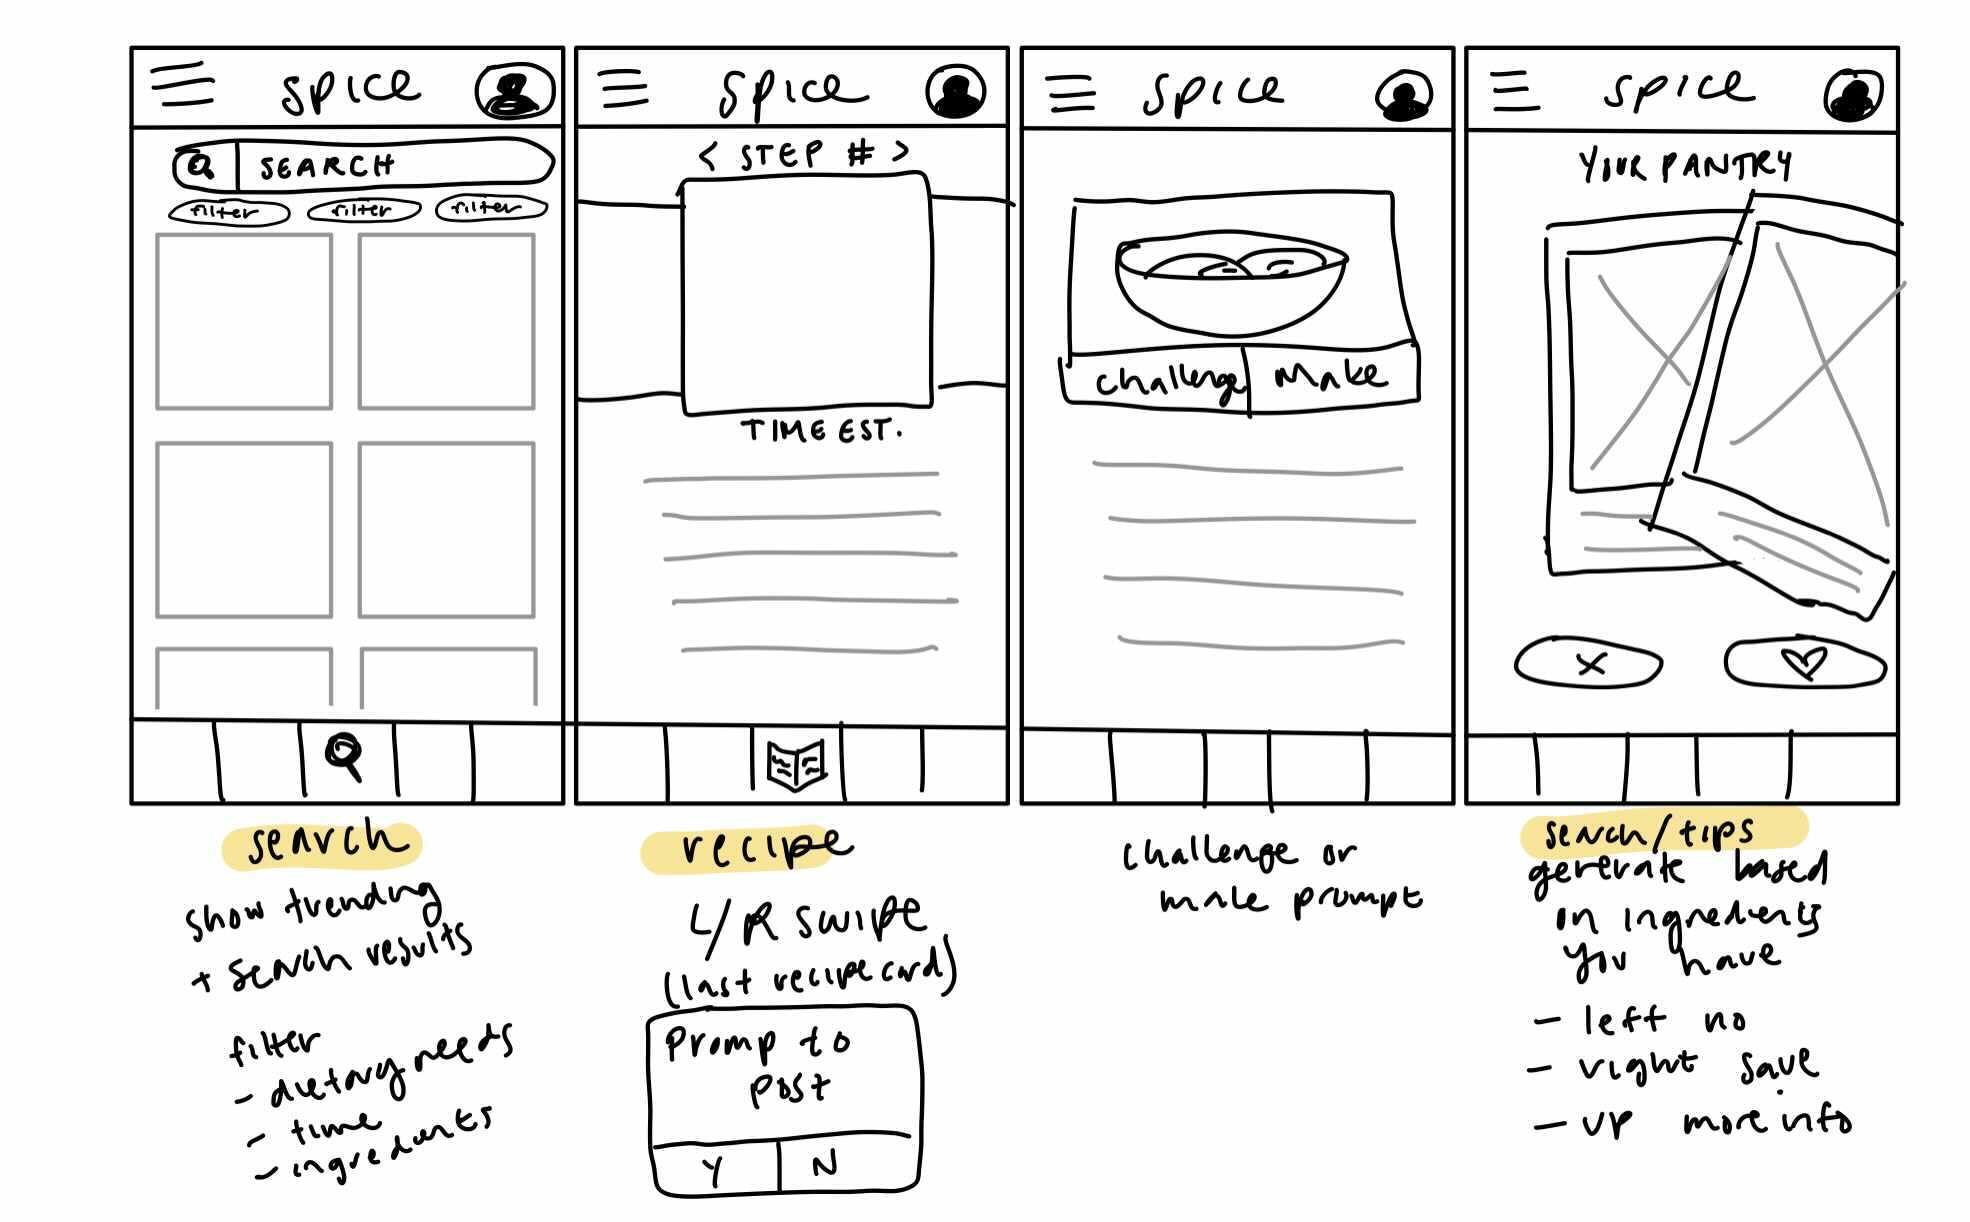 spice
SEARCH
filter filter filter
search
show trending
+ search results
filter
- dietary needs
- time
- ingredients
spice
< STEP # >
TIME EST.
recipe
L/R swipe
(last recipe card)
Promp to
post
Y N
spice
challenge make
challenge or
make prompt
spice
YOUR PANTRY
X
search/tips
generate based
on ingredients
you have
- left no
- right save
- up more info